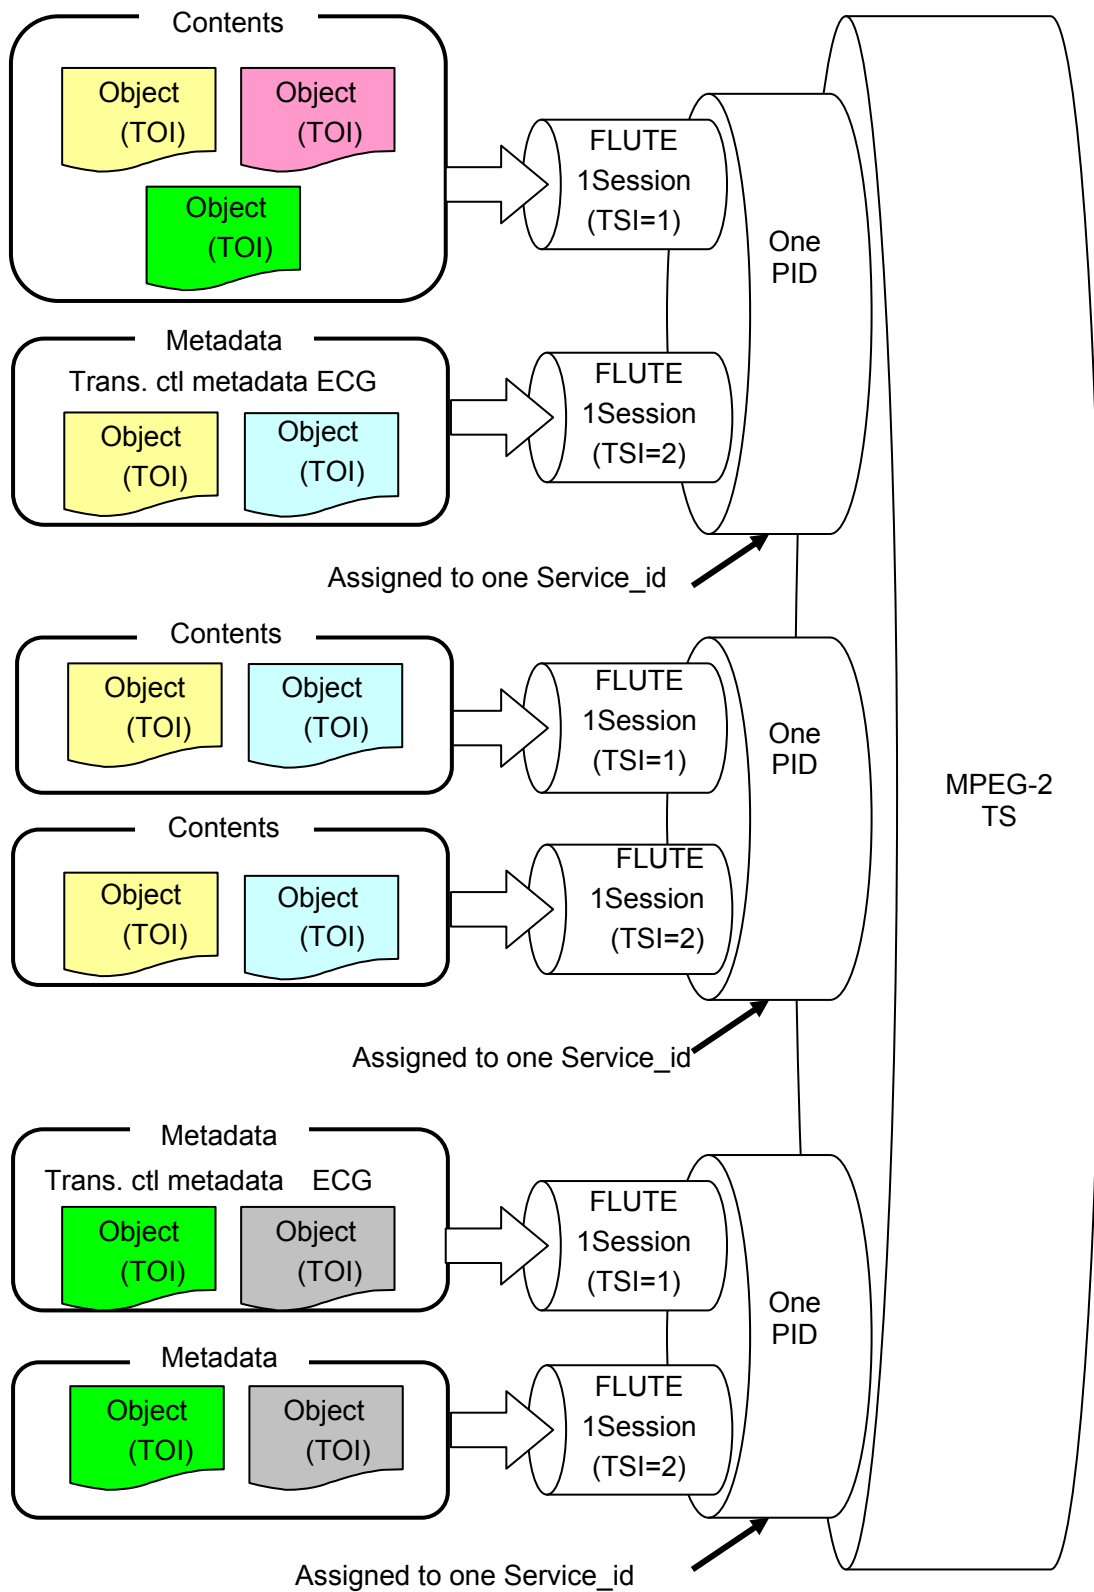 Contents
Object
(TOI)
Object
(TOI)
Object
(TOI)
FLUTE
1Session
(TSI=1)
One
PID
Metadata
Trans. ctl metadata ECG
Object
(TOI)
Object
(TOI)
FLUTE
1Session
(TSI=2)
Assigned to one Service_id
Contents
Object
(TOI)
Object
(TOI)
FLUTE
1Session
(TSI=1)
One
PID
MPEG-2
TS
Contents
Object
(TOI)
Object
(TOI)
FLUTE
1Session
(TSI=2)
Assigned to one Service_id
Metadata
Trans. ctl metadata ECG
Object
(TOI)
Object
(TOI)
FLUTE
1Session
(TSI=1)
One
PID
Metadata
Object
(TOI)
Object
(TOI)
FLUTE
1Session
(TSI=2)
Assigned to one Service_id